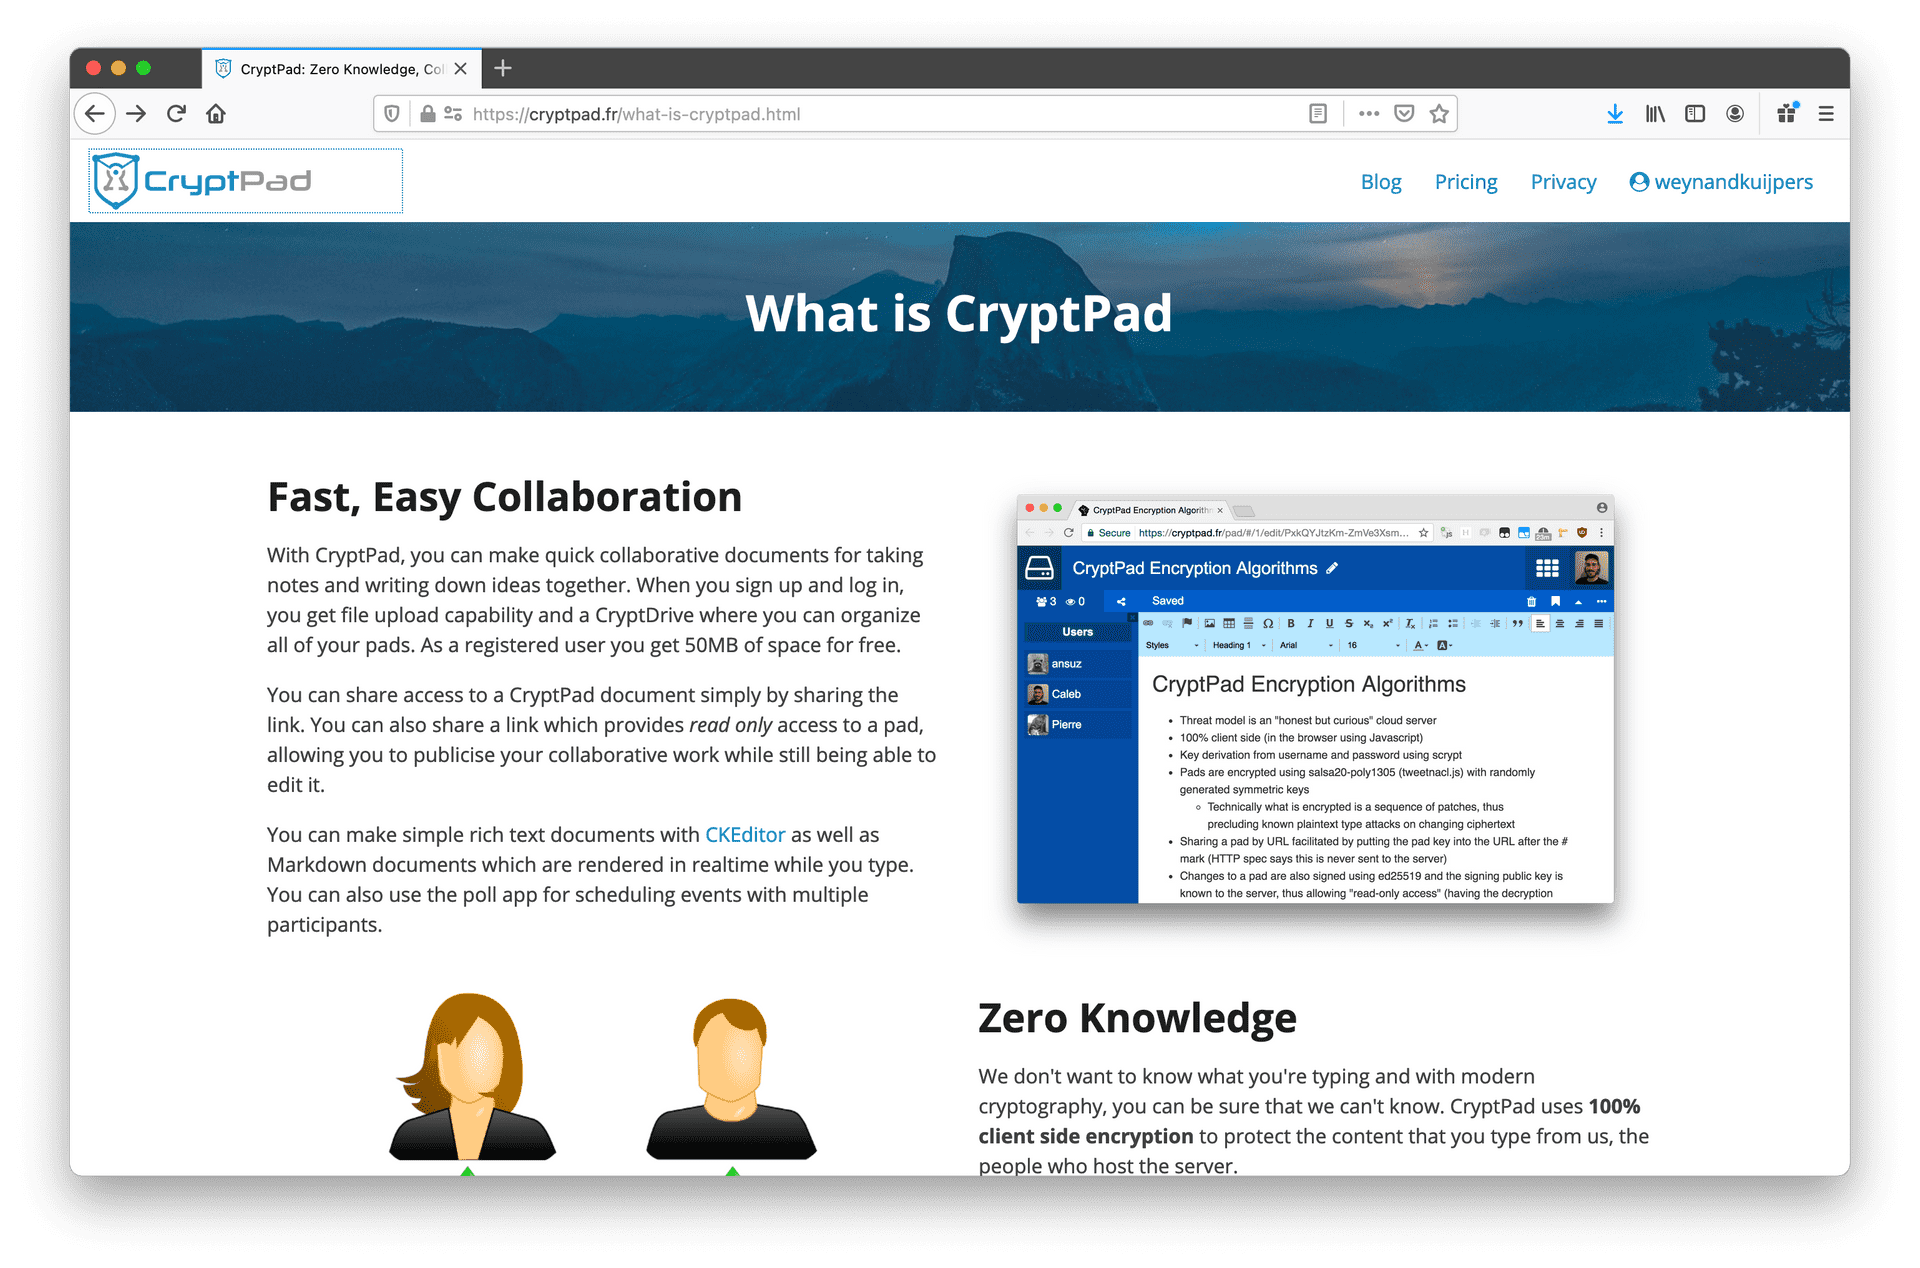 CryptPad: Zero Knowledge, Col
https://cryptpad.fr/what-is-cryptpad.html
CryptPad
Blog
Pricing
Privacy
weynandkuijpers
What is CryptPad
Fast, Easy Collaboration
With CryptPad, you can make quick collaborative documents for taking
notes and writing down ideas together. When you sign up and log in,
you get file upload capability and a CryptDrive where you can organize
all of your pads. As a registered user you get 50MB of space for free.
You can share access to a CryptPad document simply by sharing the
link. You can also share a link which provides read only access to a pad,
allowing you to publicise your collaborative work while still being able to
edit it.
You can make simple rich text documents with CKEditor as well as
Markdown documents which are rendered in realtime while you type.
You can also use the poll app for scheduling events with multiple
participants.
CryptPad Encryption Algorithm
Secure https://cryptpad.fr/pad/#/1/edit/PxkQYJtzKm-ZmVe3Xsm...
23m
CryptPad Encryption Algorithms
3 0
Saved
Users
ansuz
Caleb
Pierre
Styles Heading 1 Arial 16
CryptPad Encryption Algorithms
• Threat model is an "honest but curious" cloud server
• 100% client side (in the browser using Javascript)
• Key derivation from username and password using scrypt
• Pads are encrypted using salsa20-poly1305 (tweetnacl.js) with randomly
generated symmetric keys
◦ Technically what is encrypted is a sequence of patches, thus
precluding known plaintext type attacks on changing ciphertext
• Sharing a pad by URL facilitated by putting the pad key into the URL after the #
mark (HTTP spec says this is never sent to the server)
• Changes to a pad are also signed using ed25519 and the signing public key is
known to the server, thus allowing "read-only access" (having the decryption
Zero Knowledge
We don't want to know what you're typing and with modern
cryptography, you can be sure that we can't know. CryptPad uses 100%
client side encryption to protect the content that you type from us, the
people who host the server.